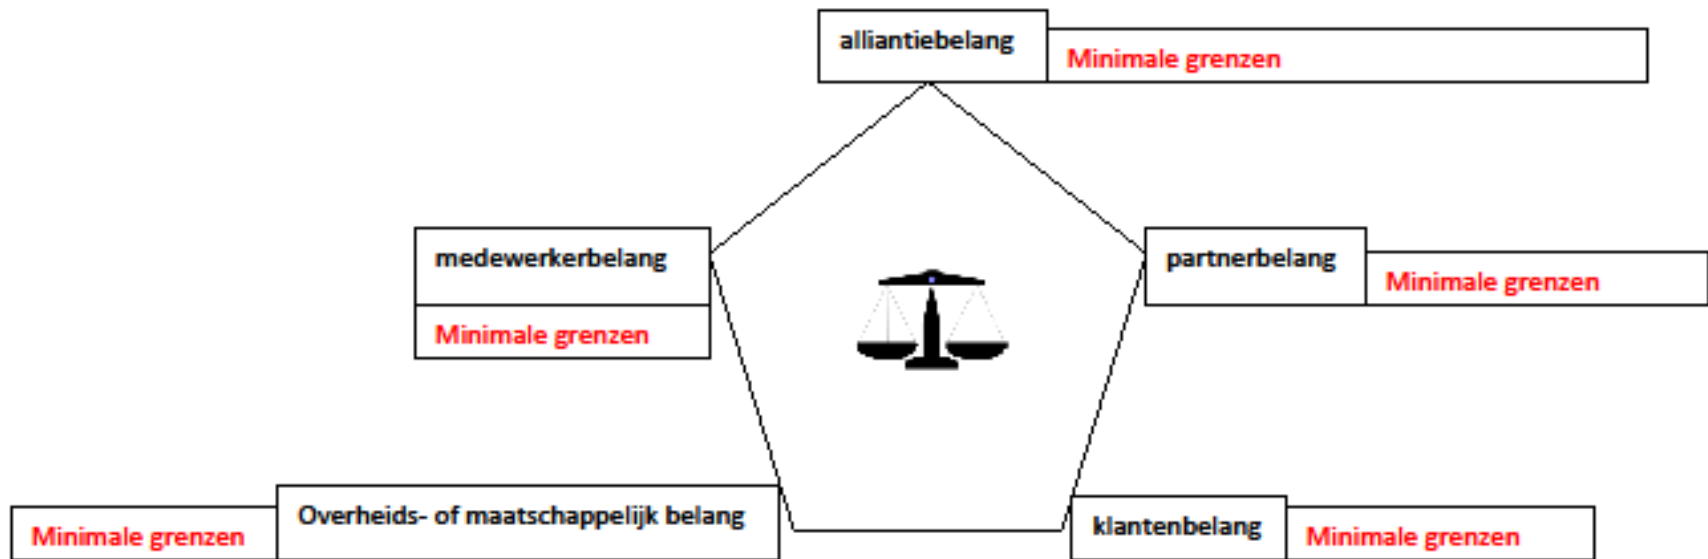 alliantiebelang
Minimale grenzen
medewerkerbelang
Minimale grenzen
partnerbelang
Minimale grenzen
Minimale grenzen
Overheids- of maatschappelijk belang
klantenbelang
Minimale grenzen